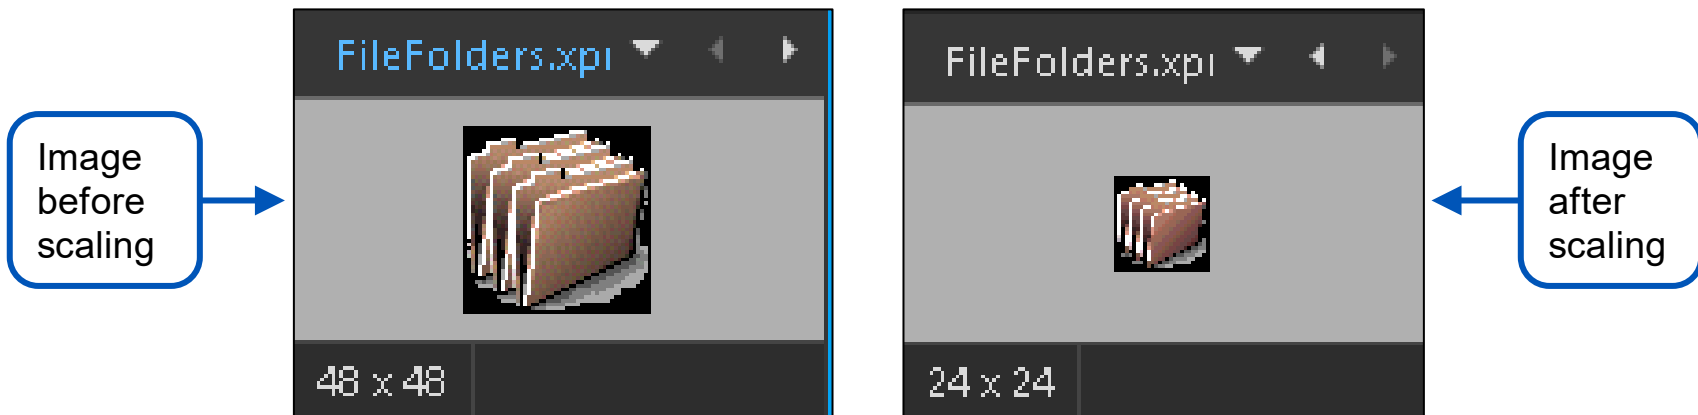 Image
before
scaling
FileFolders.xpı
48 x 48
FileFolders.xpı
24 x 24
Image
after
scaling